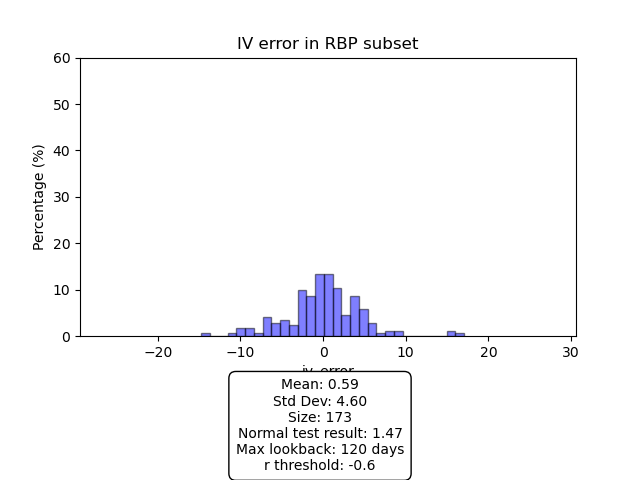 IV error in RBP subset
60
50
40
30
20
10
0
Percentage (%)
−20
−10
0
10
20
30
iv_error
Mean: 0.59
Std Dev: 4.60
Size: 173
Normal test result: 1.47
Max lookback: 120 days
r threshold: -0.6